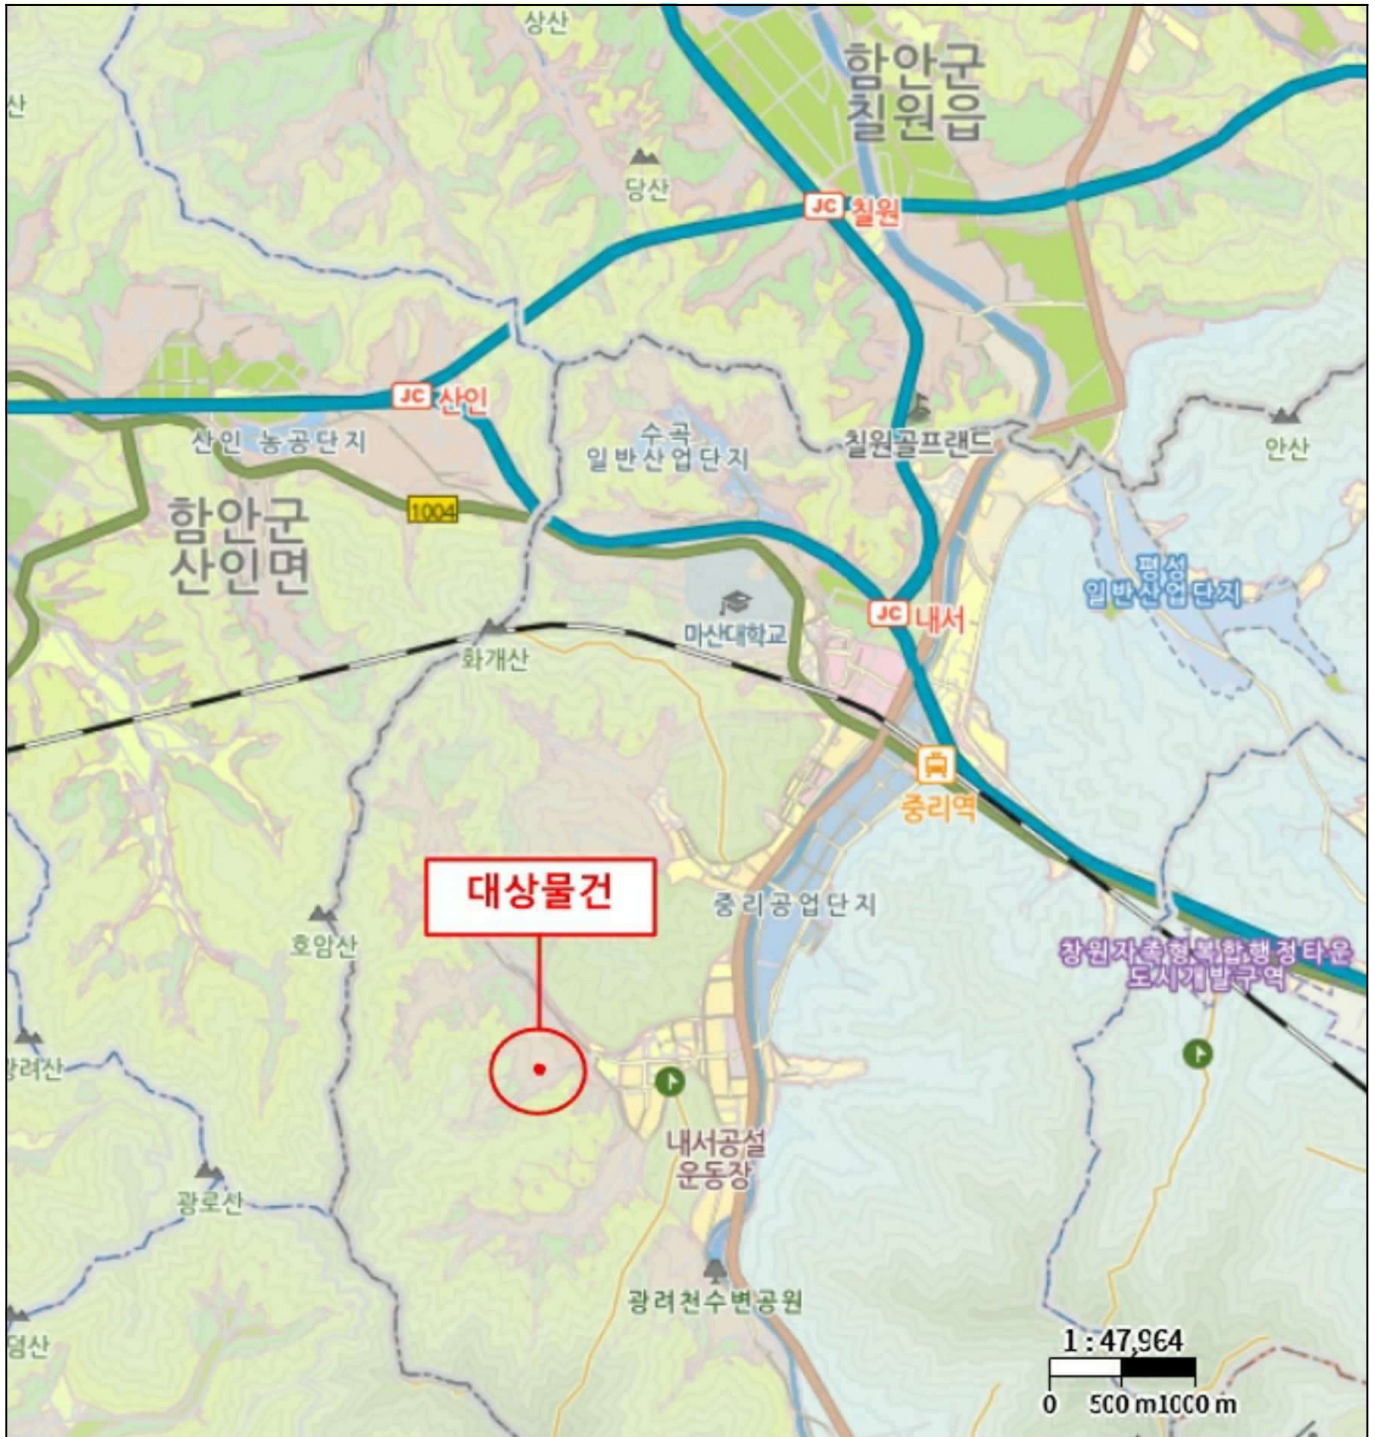 상산
함안군
칠원읍
산
당산
JC 칠원
JC 산인
산인 농공단지
수곡
일반산업단지
칠원골프랜드
안산
1004
함안군
산인면
평성
일반산업단지
JC 내서
마산대학교
화개산
중리역
대상물건
중리공업단지
호암산
창원자족형복합행정타운
도시개발구역
광려산
내서공설
운동장
광로산
광려천수변공원
덤산
1 : 47,964
0 500 m 1000 m